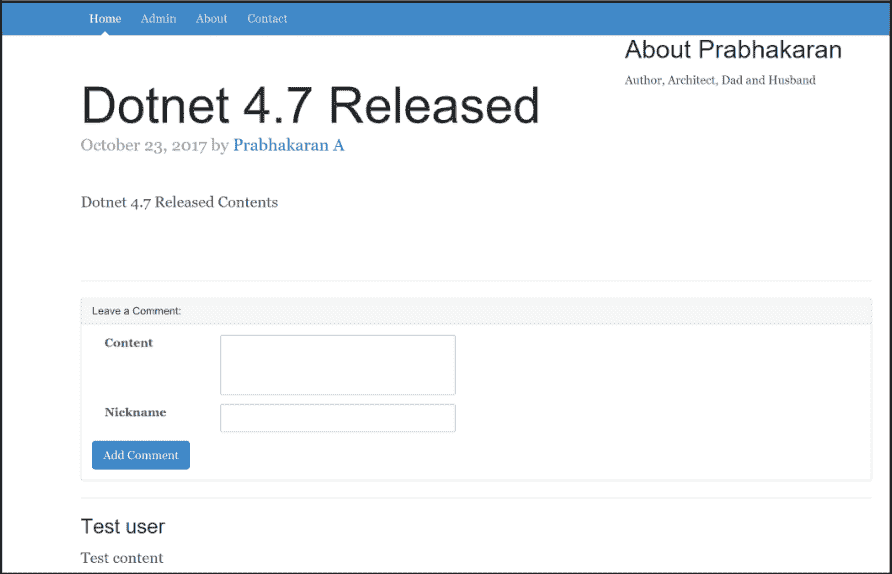 Home Admin About Contact
About Prabhakaran
Author, Architect, Dad and Husband
Dotnet 4.7 Released
October 23, 2017 by Prabhakaran A
Dotnet 4.7 Released Contents
Leave a Comment:
Content
Nickname
Add Comment
Test user
Test content